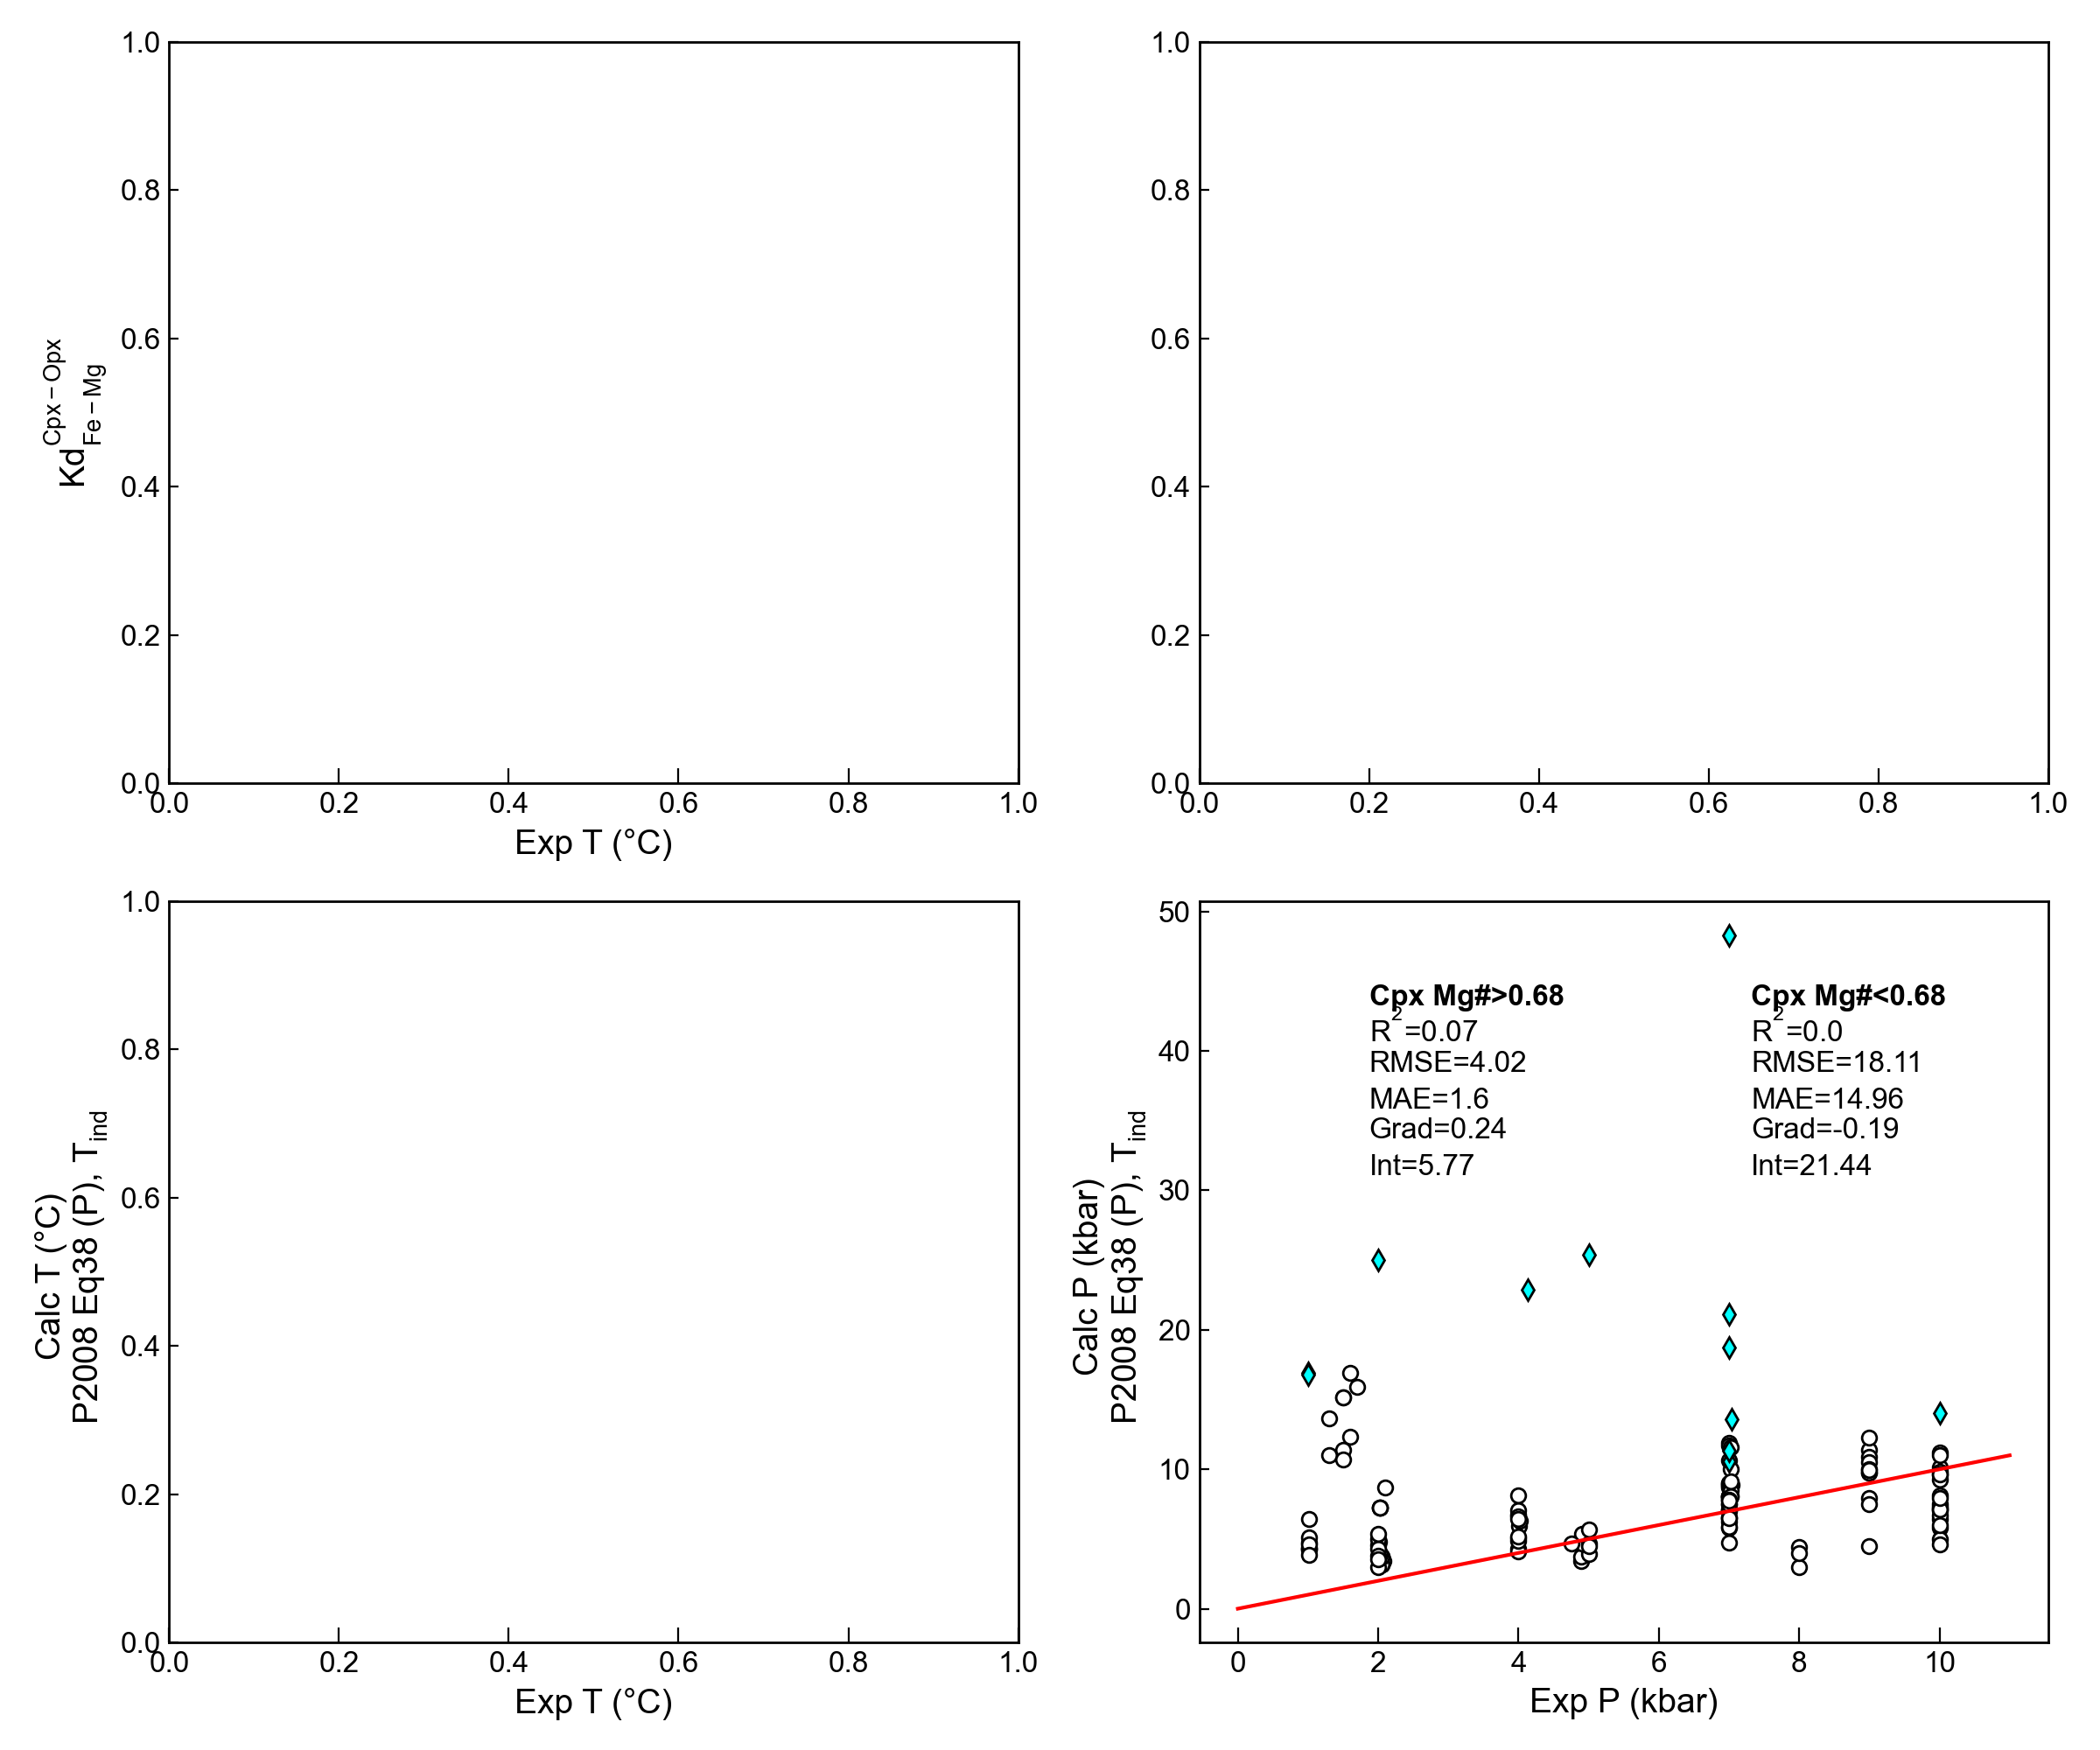 1.0
0.8
0.6
0.4
0.2
0.0
Kd Cpx−Opx Fe−Mg
0.0 0.2 0.4 0.6 0.8 1.0
Exp T (°C)
1.0
0.8
0.6
0.4
0.2
0.0
0.0 0.2 0.4 0.6 0.8 1.0
1.0
0.8
0.6
0.4
0.2
0.0
Calc T (°C)
P2008 Eq38 (P), Tind
0.0 0.2 0.4 0.6 0.8 1.0
Exp T (°C)
50
40
30
20
10
0
Calc P (kbar)
P2008 Eq38 (P), Tind
Cpx Mg#>0.68
R²=0.07
RMSE=4.02
MAE=1.6
Grad=0.24
Int=5.77
Cpx Mg#<0.68
R²=0.0
RMSE=18.11
MAE=14.96
Grad=-0.19
Int=21.44
0 2 4 6 8 10
Exp P (kbar)